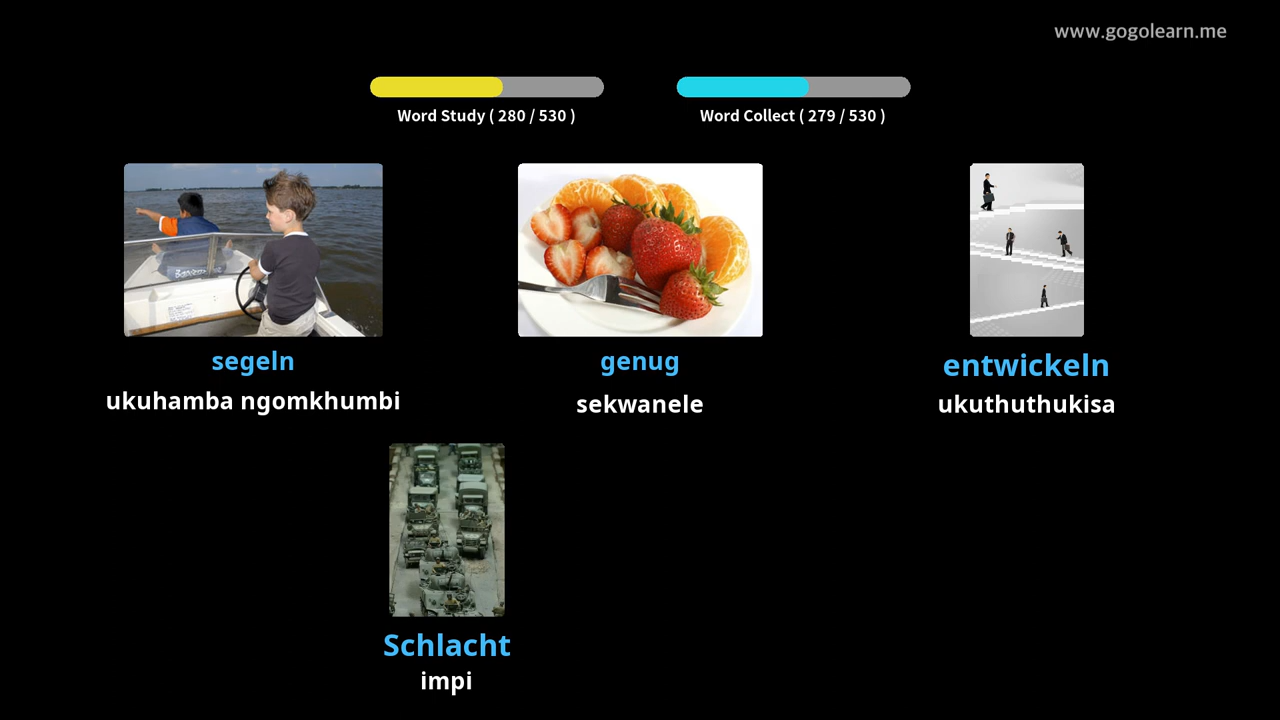 www.gogolearn.me
Word Study ( 280 / 530 )
Word Collect ( 279 / 530 )
segeln
ukuhamba ngomkhumbi
genug
sekwanele
entwickeln
ukuthuthukisa
Schlacht
impi